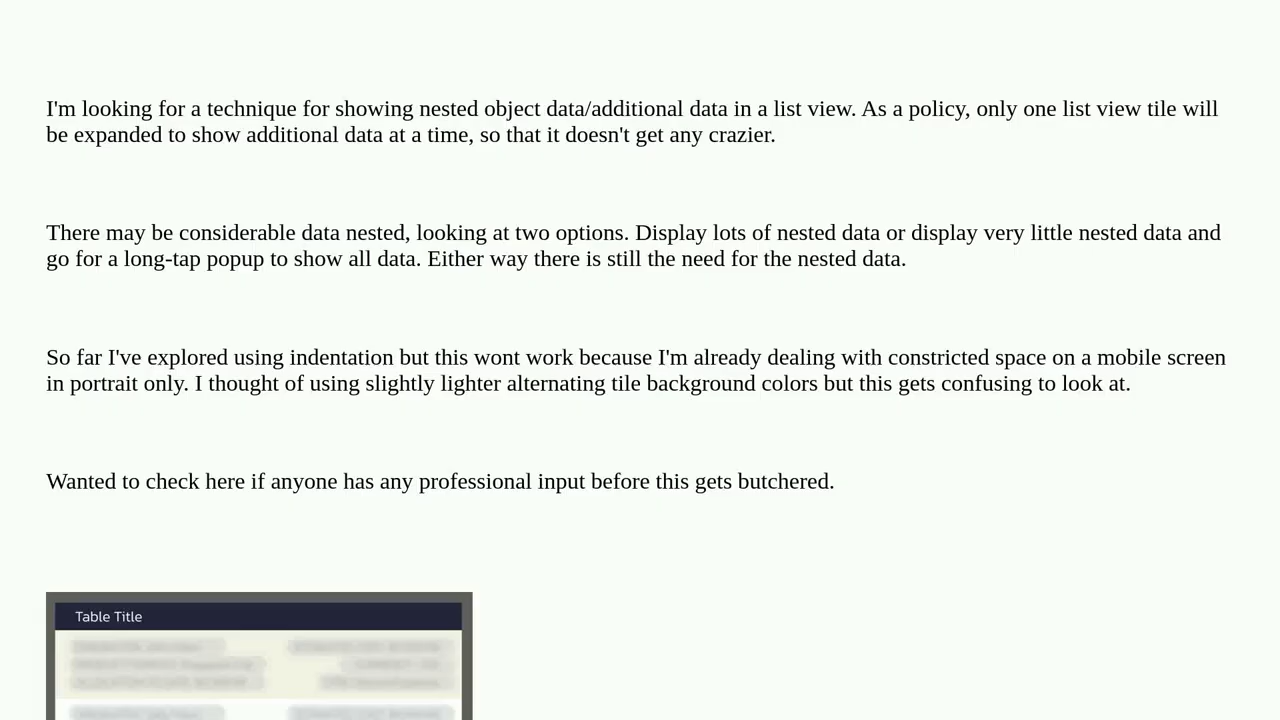 I'm looking for a technique for showing nested object data/additional data in a list view. As a policy, only one list view tile will
be expanded to show additional data at a time, so that it doesn't get any crazier.
There may be considerable data nested, looking at two options. Display lots of nested data or display very little nested data and
go for a long-tap popup to show all data. Either way there is still the need for the nested data.
So far I've explored using indentation but this wont work because I'm already dealing with constricted space on a mobile screen
in portrait only. I thought of using slightly lighter alternating tile background colors but this gets confusing to look at.
Wanted to check here if anyone has any professional input before this gets butchered.
Table Title